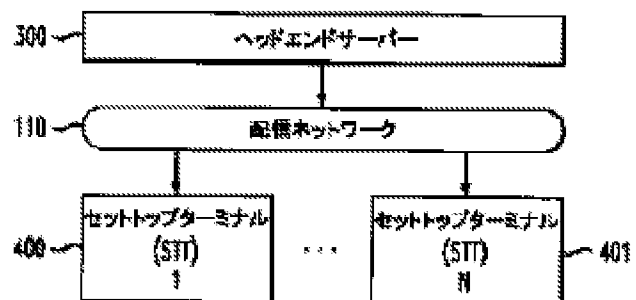 300
ヘッドエンドサーバー
110
配信ネットワーク
セットトップターミナル
(STT)
1
400
...
セットトップターミナル
(STT)
N
401